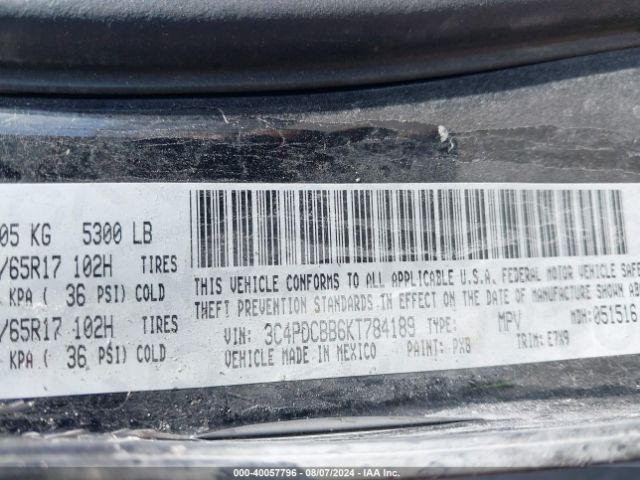 05 KG 5300 LB
/65R17 102H TIRES
KPA ( 36 PSI) COLD
/65R17 102H TIRES
KPA ( 36 PSI) COLD
THIS VEHICLE CONFORMS TO ALL APPLICABLE U.S.A. FEDERAL MOTOR VEHICLE SAFE
THEFT PREVENTION STANDARDS IN EFFECT ON THE DATE OF MANUFACTURE SHOWN ABO
VIN: 3C4PDCBB6KT784189 TYPE: MPV MDH: 051516
VEHICLE MADE IN MEXICO PAINT: PX8 TRIM: E7X9
000-40057796 - 08/07/2024 - IAA Inc.